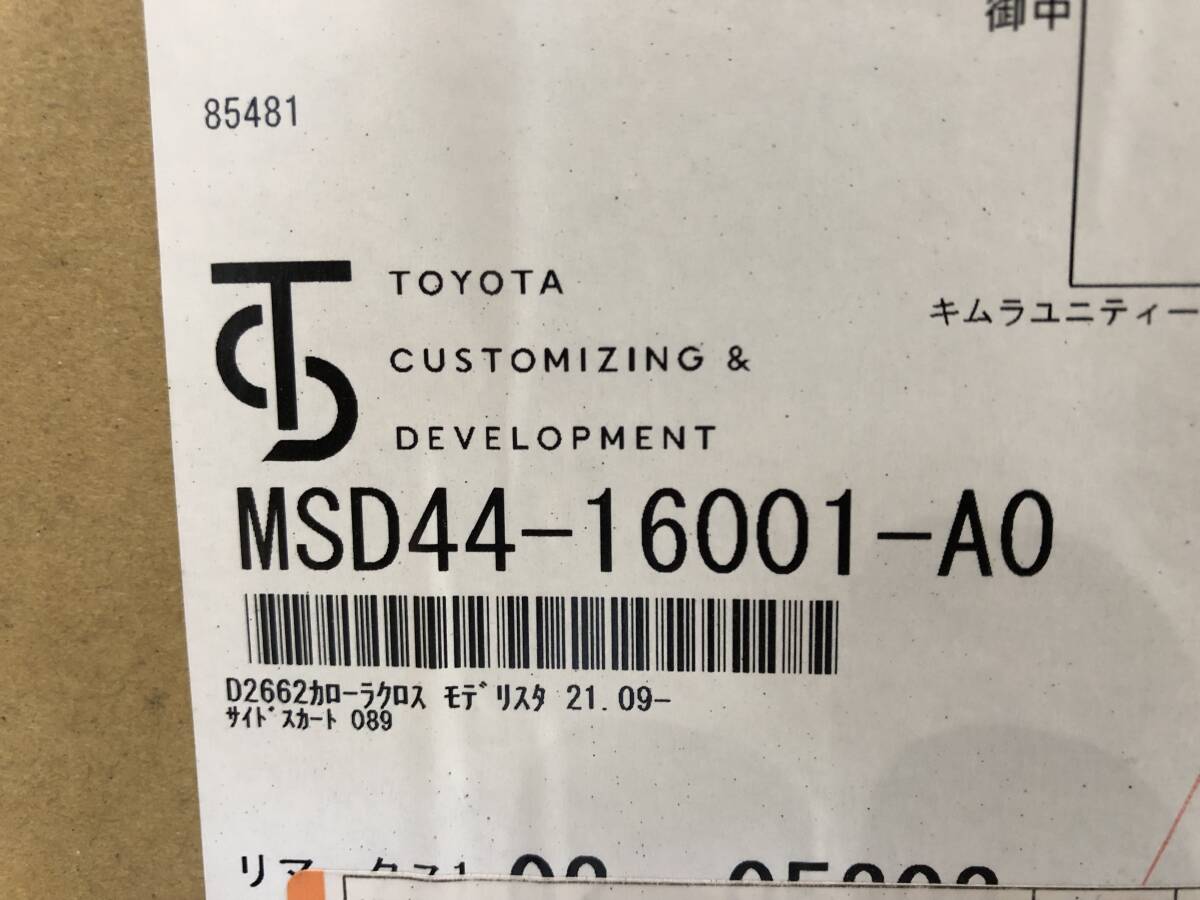 御中
85481
TOYOTA
CUSTOMIZING &
DEVELOPMENT
キムラユニティー
MSD44-16001-A0
D2662ｶﾛｰﾗｸﾛｽ ﾓﾃﾞﾘｽﾀ 21.09-
ｻｲﾄﾞｽｶｰﾄ 089